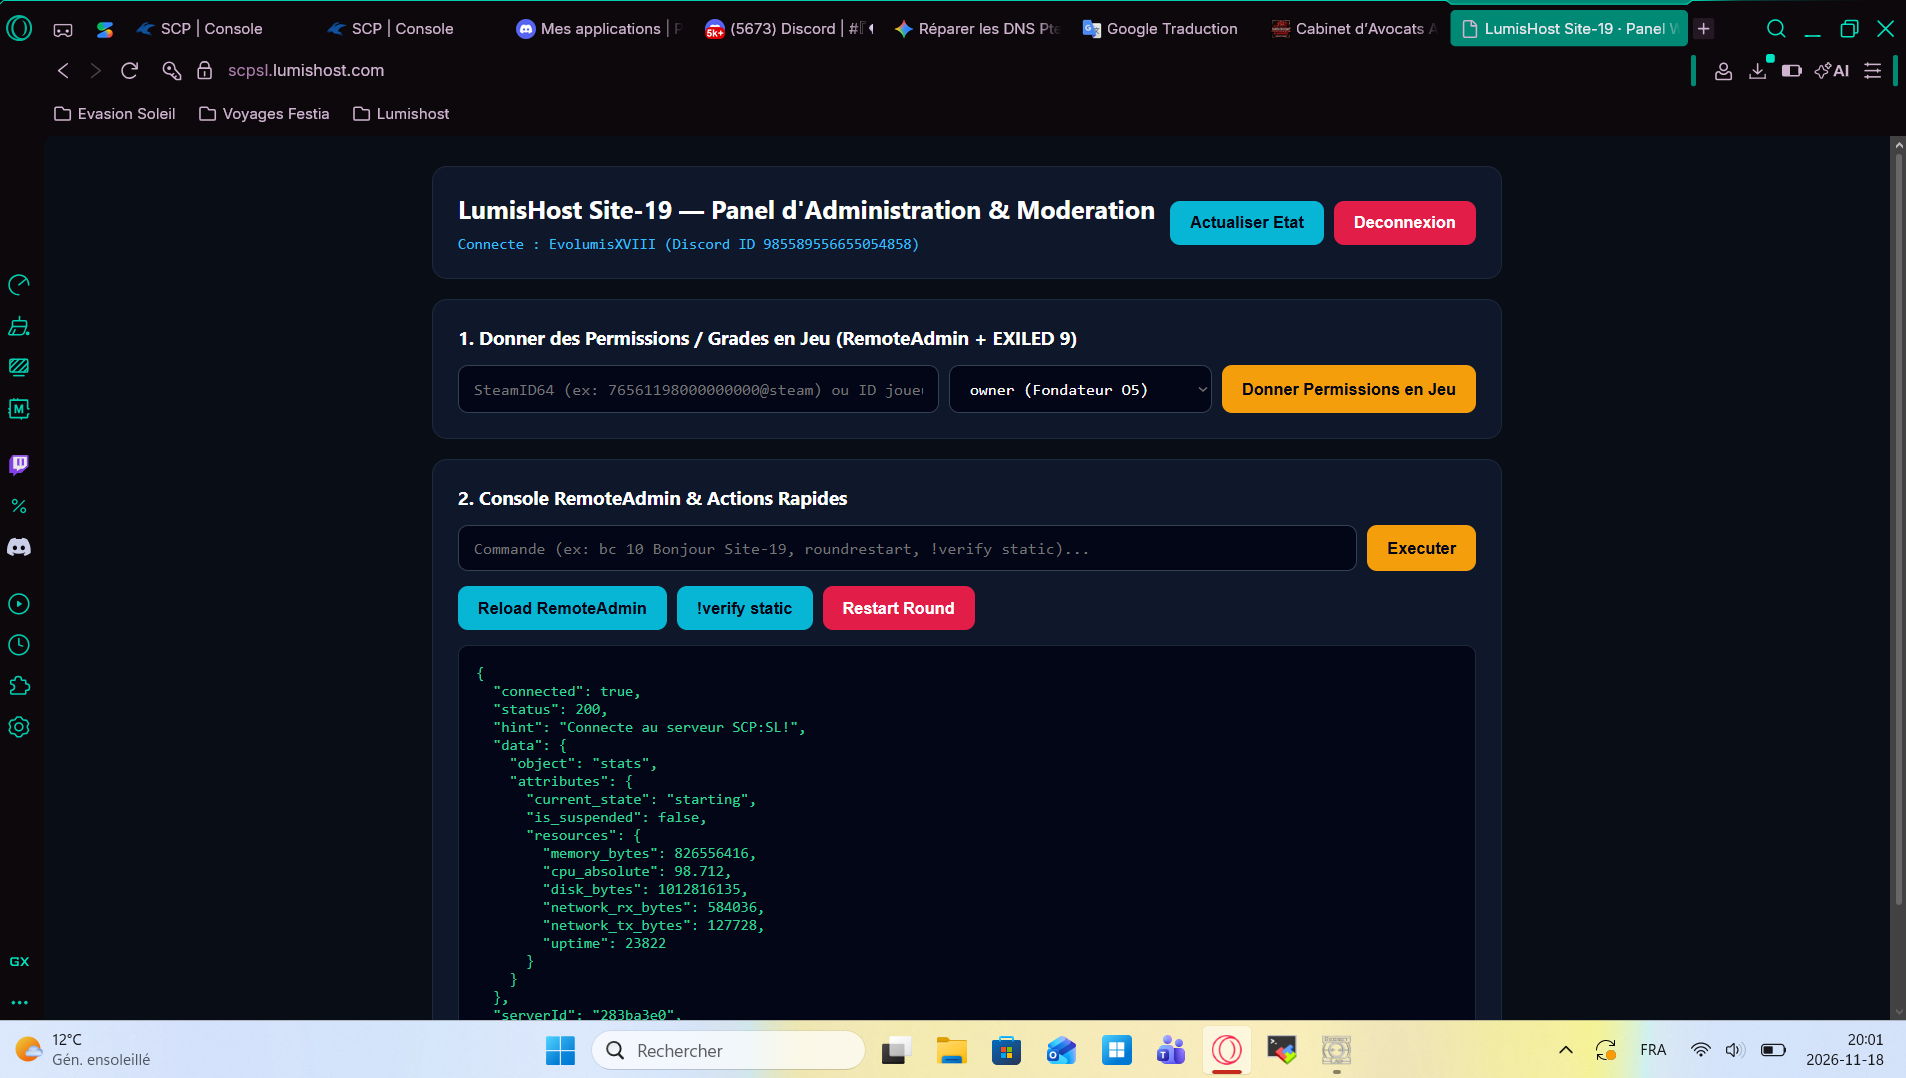 SCP | Console
SCP | Console
Mes applications | P
5k+
(5673) Discord | #
Réparer les DNS Pte
Google Traduction
Cabinet d'Avocats A
LumisHost Site-19 · Panel W
scpsl.lumishost.com
AI
Evasion Soleil
Voyages Festia
Lumishost
LumisHost Site-19 — Panel d'Administration & Moderation
Connecte : EvolumisXVIII (Discord ID 985589556655054858)
Actualiser Etat
Deconnexion
1. Donner des Permissions / Grades en Jeu (RemoteAdmin + EXILED 9)
SteamID64 (ex: 76561198000000000@steam) ou ID joueu
owner (Fondateur O5)
Donner Permissions en Jeu
2. Console RemoteAdmin & Actions Rapides
Commande (ex: bc 10 Bonjour Site-19, roundrestart, !verify static)...
Executer
Reload RemoteAdmin
!verify static
Restart Round
{
"connected": true,
"status": 200,
"hint": "Connecte au serveur SCP:SL!",
"data": {
"object": "stats",
"attributes": {
"current_state": "starting",
"is_suspended": false,
"resources": {
"memory_bytes": 826556416,
"cpu_absolute": 98.712,
"disk_bytes": 1012816135,
"network_rx_bytes": 584036,
"network_tx_bytes": 127728,
"uptime": 23822
}
}
},
"serverId": "283ba3e0",
GX
12°C
Gén. ensoleillé
Rechercher
FRA
20:01
2026-11-18